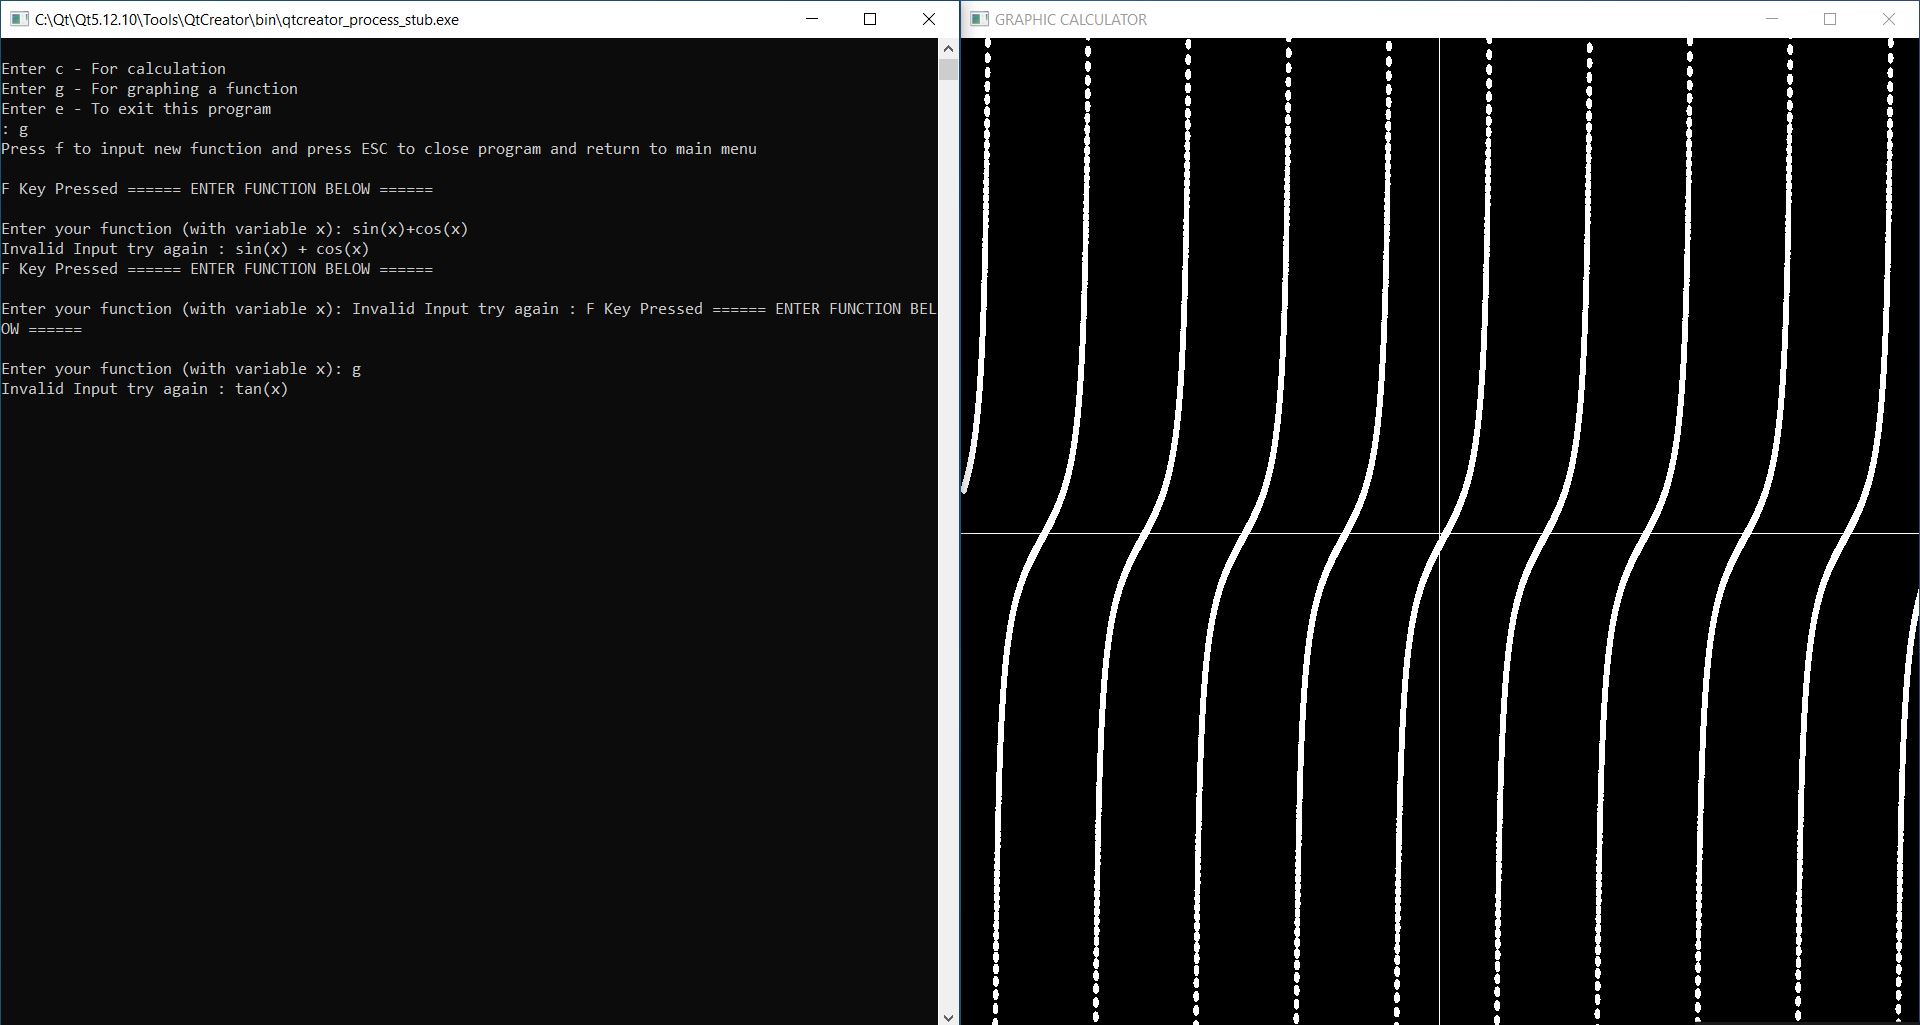 C:\Qt\Qt5.12.10\Tools\QtCreator\bin\qtcreator_process_stub.exe
GRAPHIC CALCULATOR
Enter c - For calculation
Enter g - For graphing a function
Enter e - To exit this program
: g
Press f to input new function and press ESC to close program and return to main menu
F Key Pressed ====== ENTER FUNCTION BELOW ======
Enter your function (with variable x): sin(x)+cos(x)
Invalid Input try again : sin(x) + cos(x)
F Key Pressed ====== ENTER FUNCTION BELOW ======
Enter your function (with variable x): Invalid Input try again : F Key Pressed ====== ENTER FUNCTION BEL
OW ======
Enter your function (with variable x): g
Invalid Input try again : tan(x)